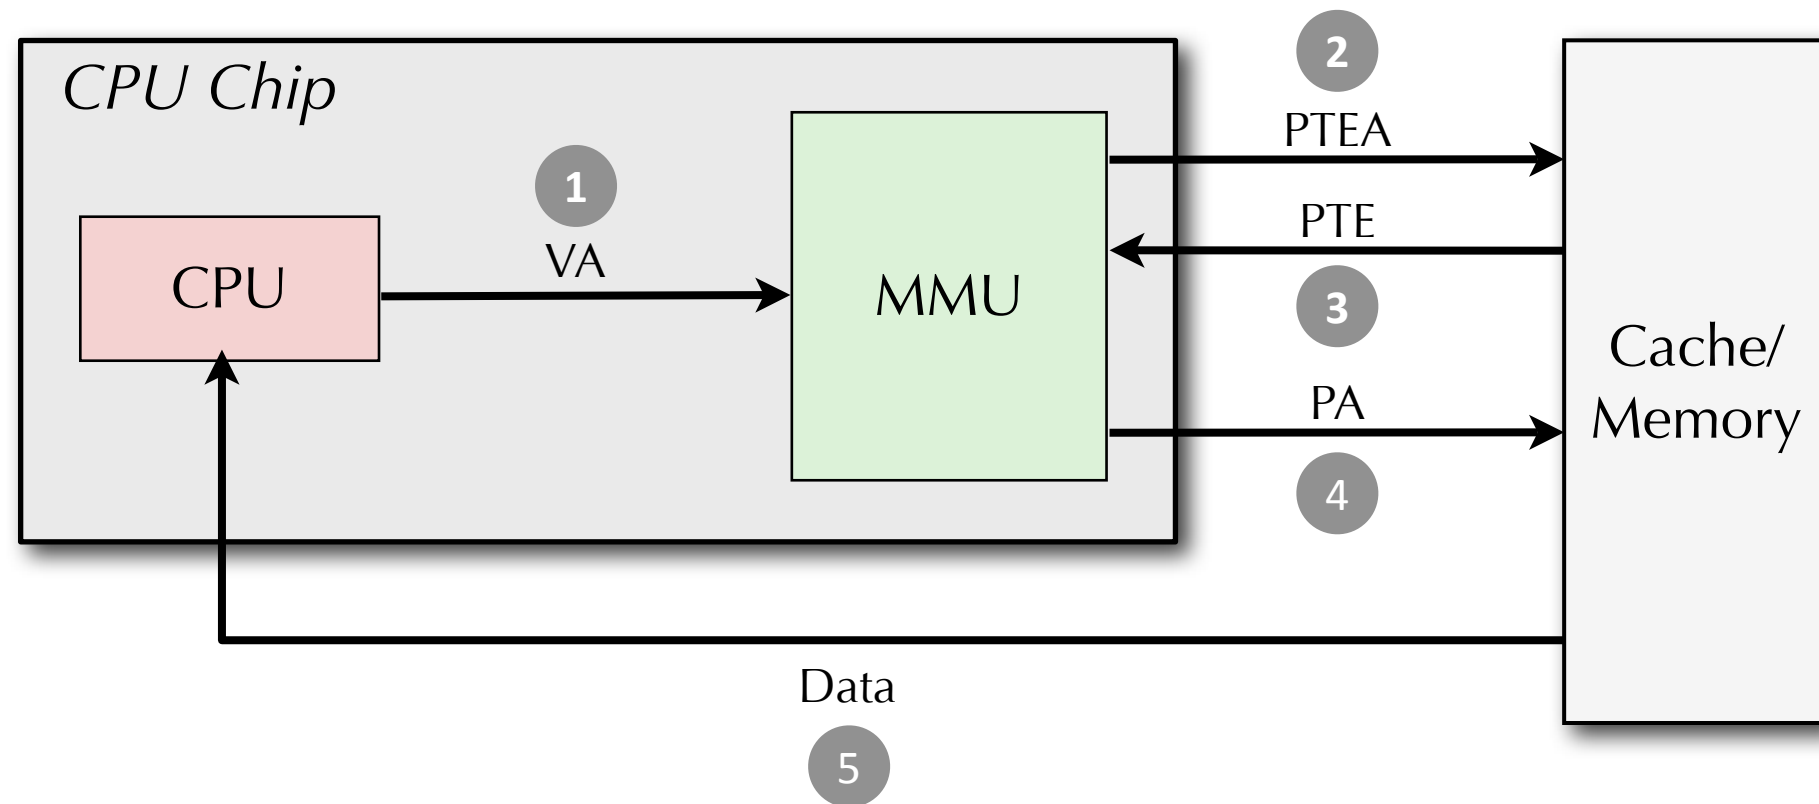 CPU Chip
2
PTEA
1
VA
PTE
CPU
MMU
3
Cache/
Memory
PA
4
Data
5